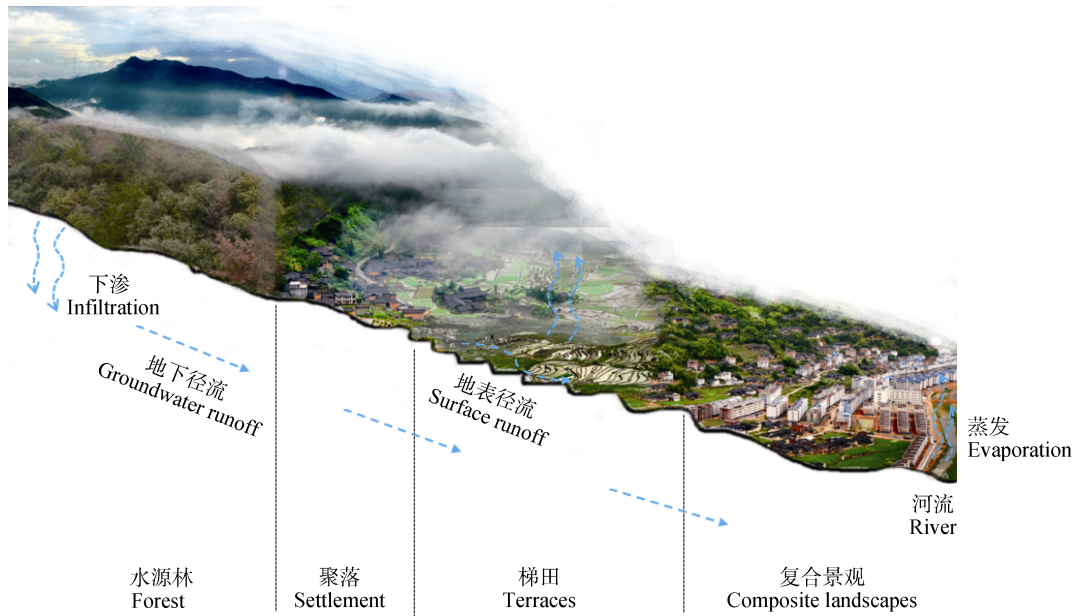 下渗
Infiltration
地下径流
Groundwater runoff
地表径流
Surface runoff
蒸发
Evaporation
河流
River
水源林
Forest
聚落
Settlement
梯田
Terraces
复合景观
Composite landscapes